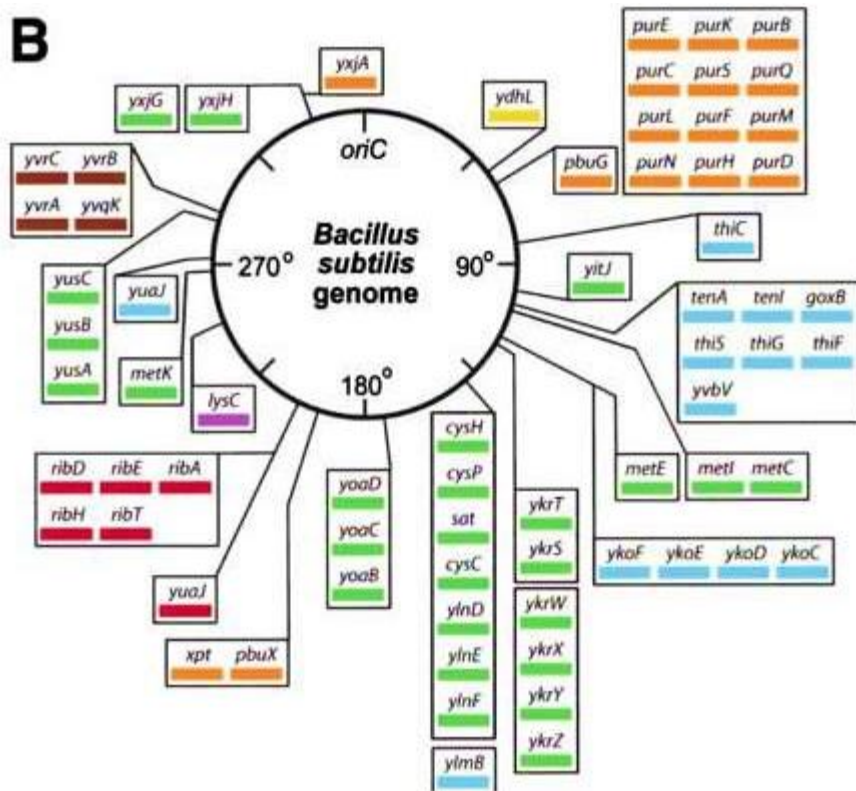 B
yxjA
yxjG yxjH
ydhL
purE purK purB
purC purS purQ
purL purF purM
purN purH purD
pbuG
oriC
yvrC yvrB
yvrA yvqK
Bacillus
subtilis
genome
270° 90°
180°
thiC
yitJ
yusC
yusB
yusA
yuaJ
metK
lysC
tenA tenI goxB
thiS thiG thiF
yvbV
metE
metI metC
ribD ribE ribA
ribH ribT
yuaJ
xpt pbuX
yoaD
yoaC
yoaB
cysH
cysP
sat
cysC
ylnD
ylnE
ylnF
ylmB
ykrT
ykrS
ykrW
ykrX
ykrY
ykrZ
ykoF ykoE ykoD ykoC